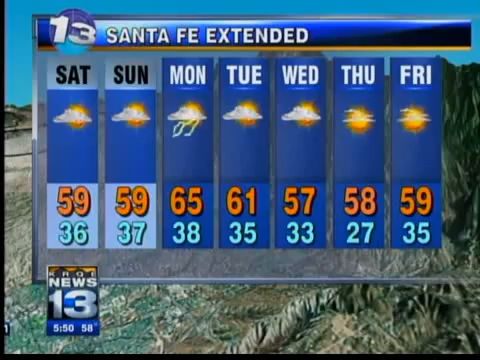 13 SANTA FE EXTENDED
SAT SUN MON TUE WED THU FRI
59 59 65 61 57 58 59
36 37 38 35 33 27 35
KRQE
NEWS
13
5:50 58°